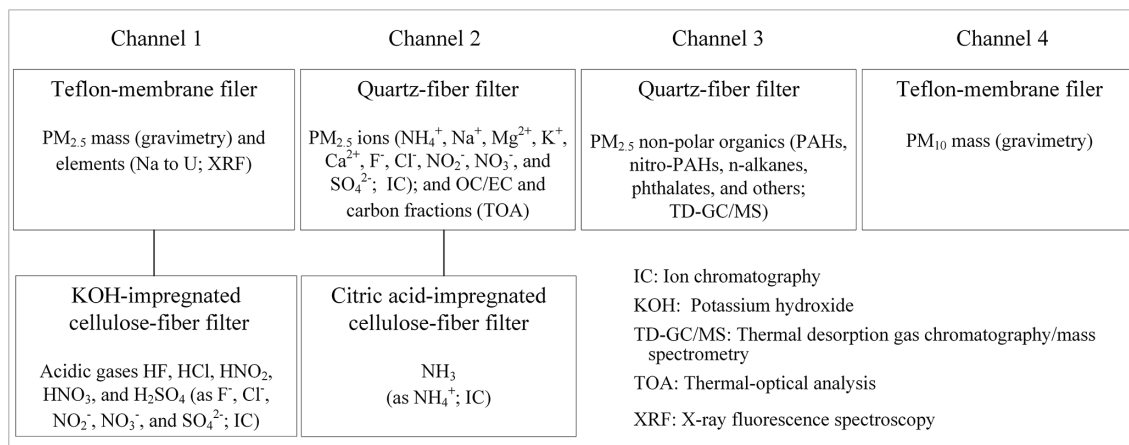 Channel 1
Channel 2
Channel 3
Channel 4
Teflon-membrane filer
PM₂.₅ mass (gravimetry) and
elements (Na to U; XRF)
Quartz-fiber filter
PM₂.₅ ions (NH₄⁺, Na⁺, Mg²⁺, K⁺,
Ca²⁺, F⁻, Cl⁻, NO₂⁻, NO₃⁻, and
SO₄²⁻; IC); and OC/EC and
carbon fractions (TOA)
Quartz-fiber filter
PM₂.₅ non-polar organics (PAHs,
nitro-PAHs, n-alkanes,
phthalates, and others;
TD-GC/MS)
Teflon-membrane filer
PM₁₀ mass (gravimetry)
KOH-impregnated
cellulose-fiber filter
Acidic gases HF, HCl, HNO₂,
HNO₃, and H₂SO₄ (as F⁻, Cl⁻,
NO₂⁻, NO₃⁻, and SO₄²⁻; IC)
Citric acid-impregnated
cellulose-fiber filter
NH₃
(as NH₄⁺; IC)
IC: Ion chromatography
KOH: Potassium hydroxide
TD-GC/MS: Thermal desorption gas chromatography/mass
spectrometry
TOA: Thermal-optical analysis
XRF: X-ray fluorescence spectroscopy